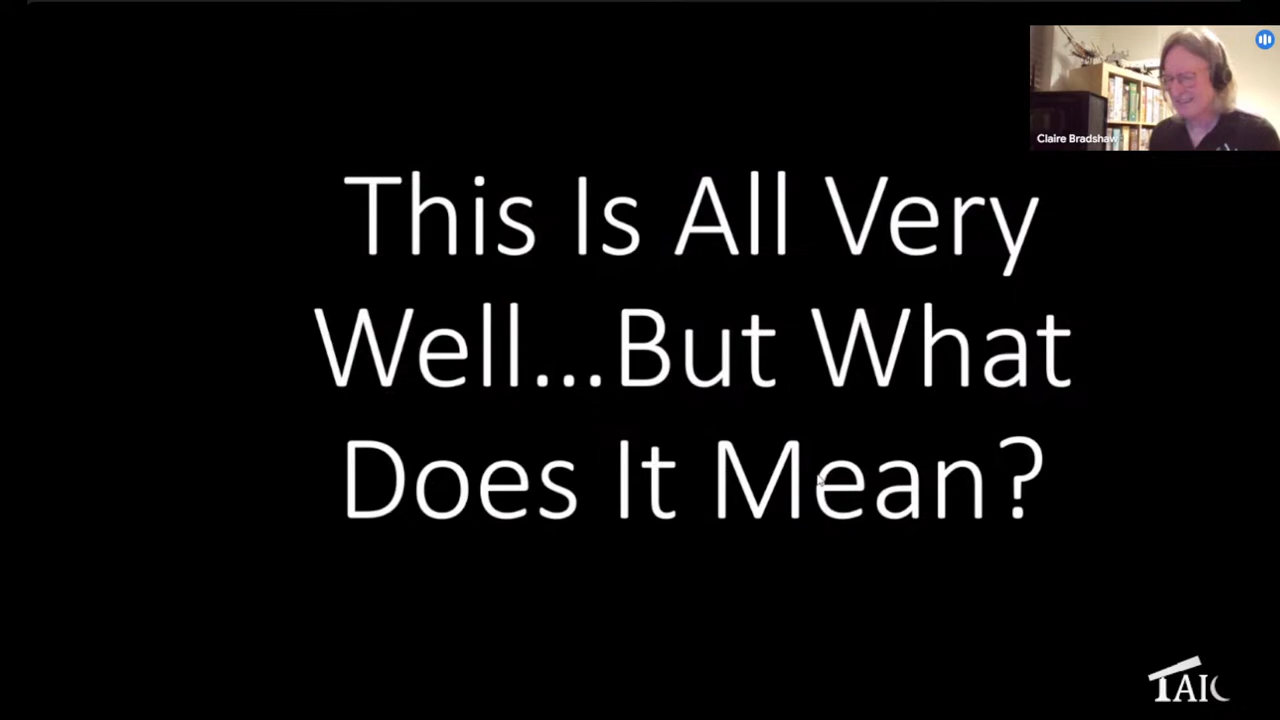 Claire Bradshaw
This Is All Very
Well...But What
Does It Mean?
TAIC